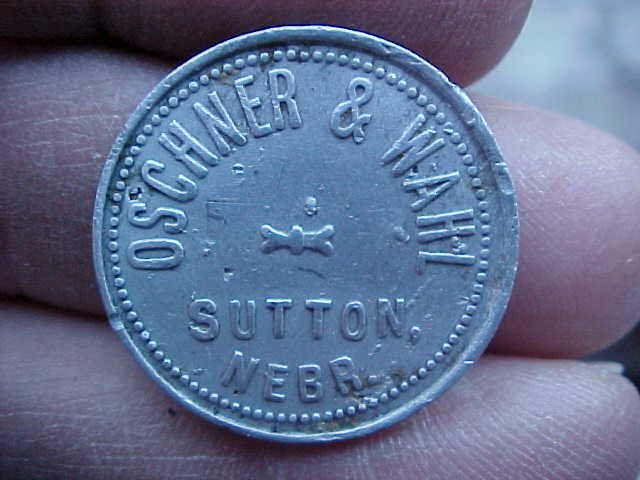 OSCHNER & WAHL
SUTTON,
NEBR.